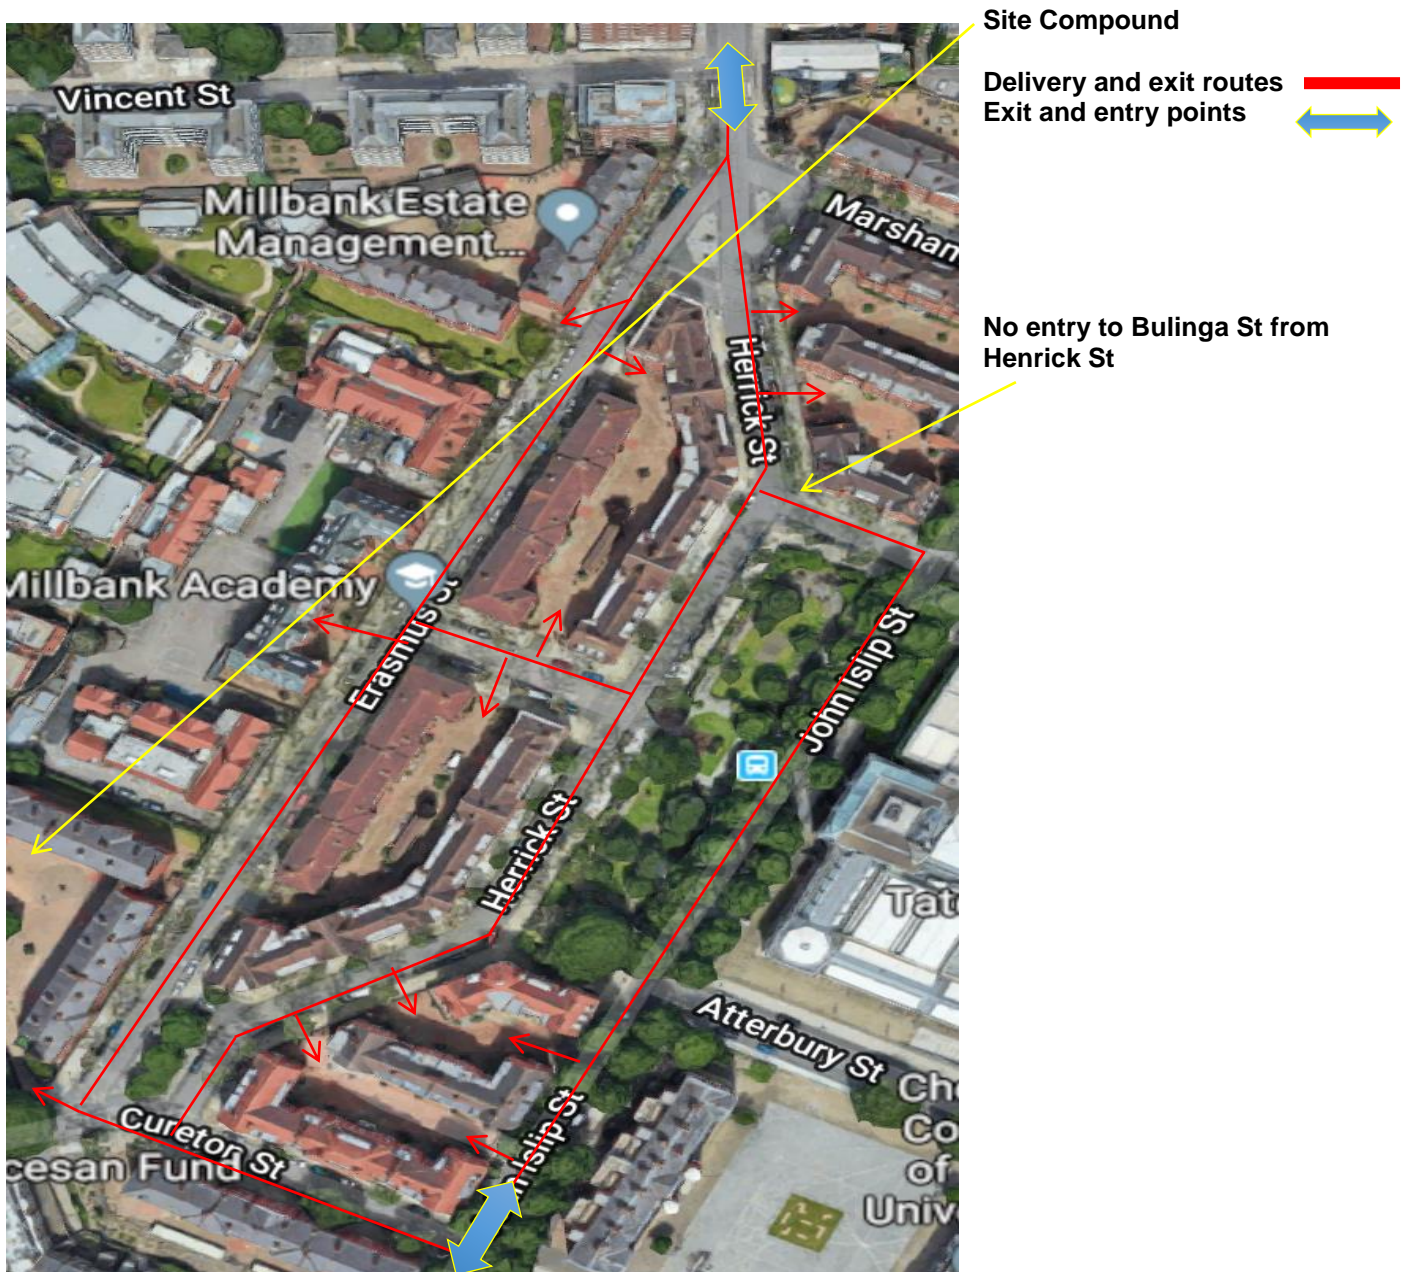 Site Compound
Delivery and exit routes
Exit and entry points
Vincent St
Millbank Estate
Management...
Marsham
No entry to Bulinga St from
Henrick St
Herrick St
Millbank Academy
Erasmus St
John Islip St
Herrick St
Tate
Atterbury St
Islip St
Cureton St
cesan Fund
Che
Co
of
Univ